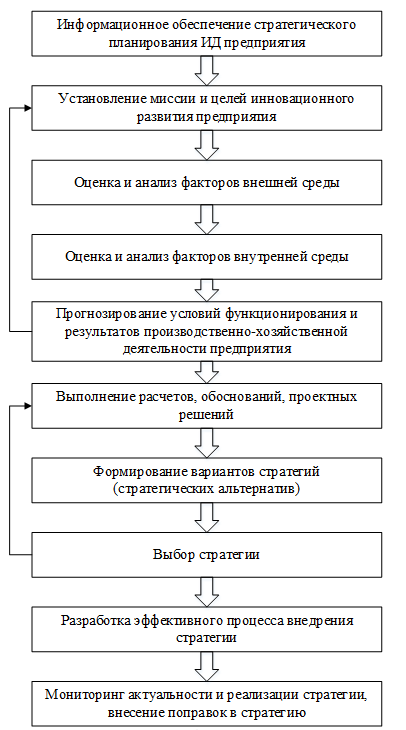 Информационное обеспечение стратегического
планирования ИД предприятия
Установление миссии и целей инновационного
развития предприятия
Оценка и анализ факторов внешней среды
Оценка и анализ факторов внутренней среды
Прогнозирование условий функционирования и
результатов производственно-хозяйственной
деятельности предприятия
Выполнение расчетов, обоснований, проектных
решений
Формирование вариантов стратегий
(стратегических альтернатив)
Выбор стратегии
Разработка эффективного процесса внедрения
стратегии
Мониторинг актуальности и реализации стратегии,
внесение поправок в стратегию